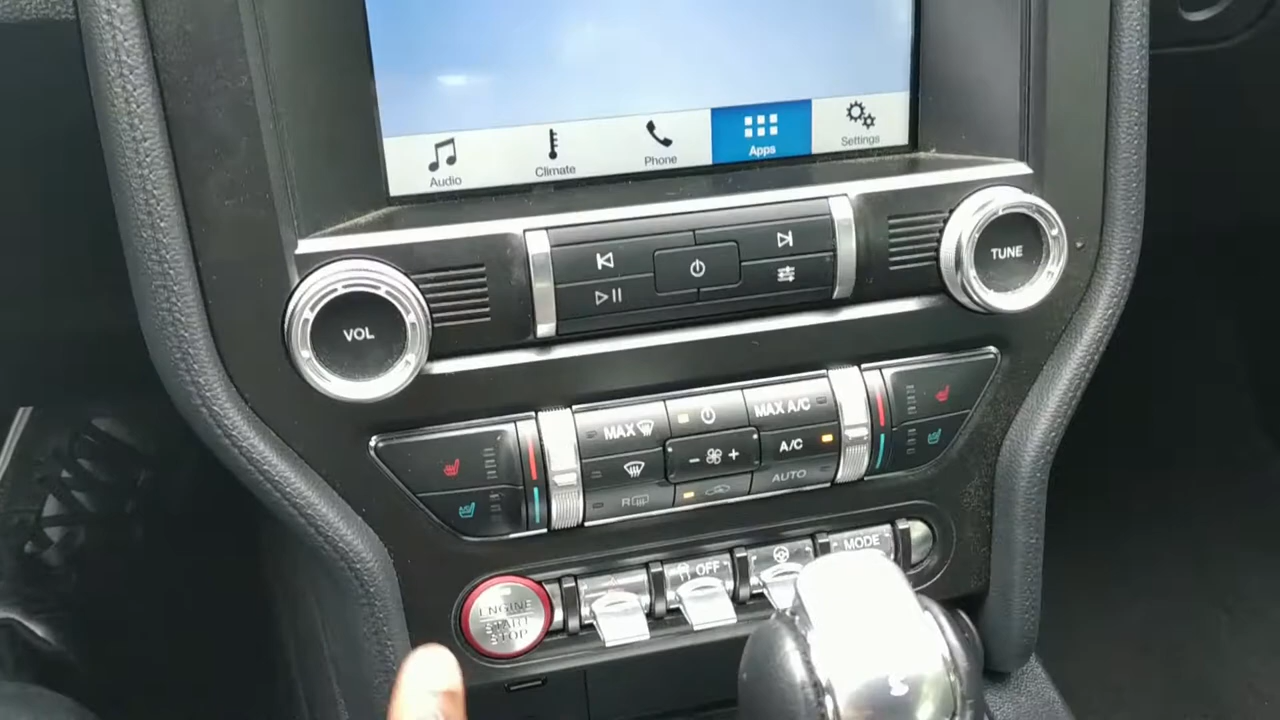 Audio
Climate
Phone
Apps
Settings
VOL
TUNE
MAX
MAX A/C
A/C
R
AUTO
ENGINE
START
STOP
OFF
MODE
S